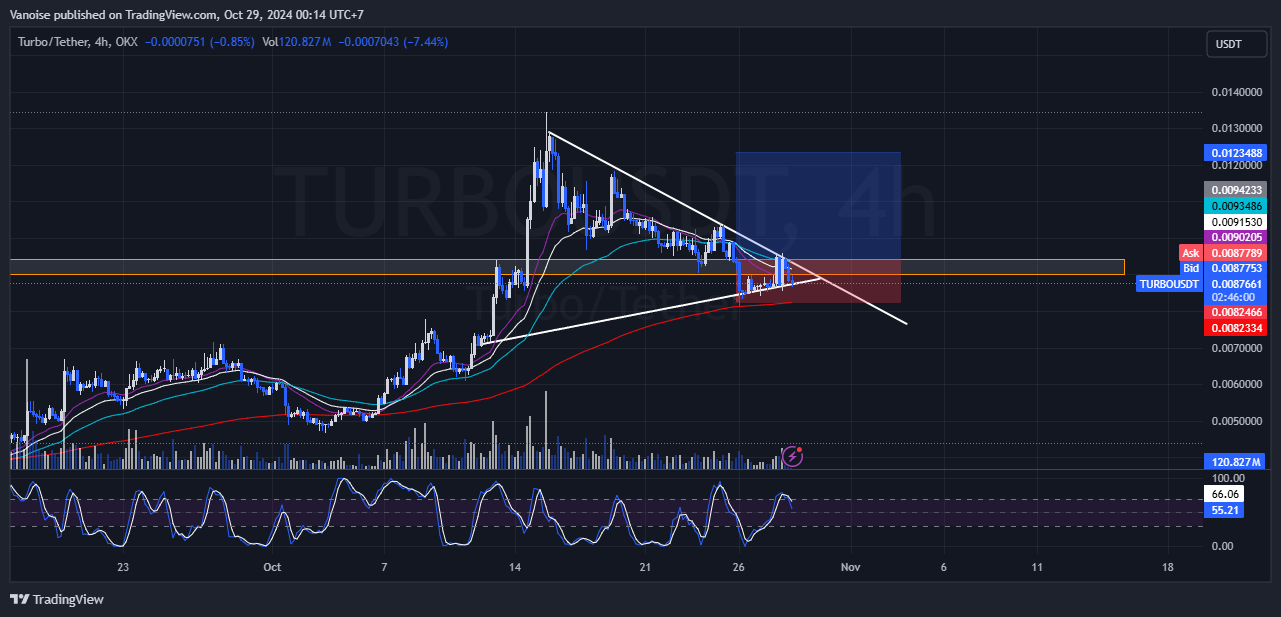 Vanoise published on TradingView.com, Oct 29, 2024 00:14 UTC+7
Turbo/Tether, 4h, OKX −0.0000751 (−0.85%) Vol120.827M −0.0007043 (−7.44%)
USDT
TURBOUSDT, 4h
Turbo/Tether
0.0140000
0.0130000
0.0123488
0.0120000
0.0094233
0.0093486
0.0091530
0.0090205
Ask 0.0087789
Bid 0.0087753
TURBOUSDT 0.0087661
02:46:00
0.0082466
0.0082334
0.0070000
0.0060000
0.0050000
120.827M
100.00
66.06
55.21
0.00
23 Oct 7 14 21 26 Nov 6 11 18
TradingView